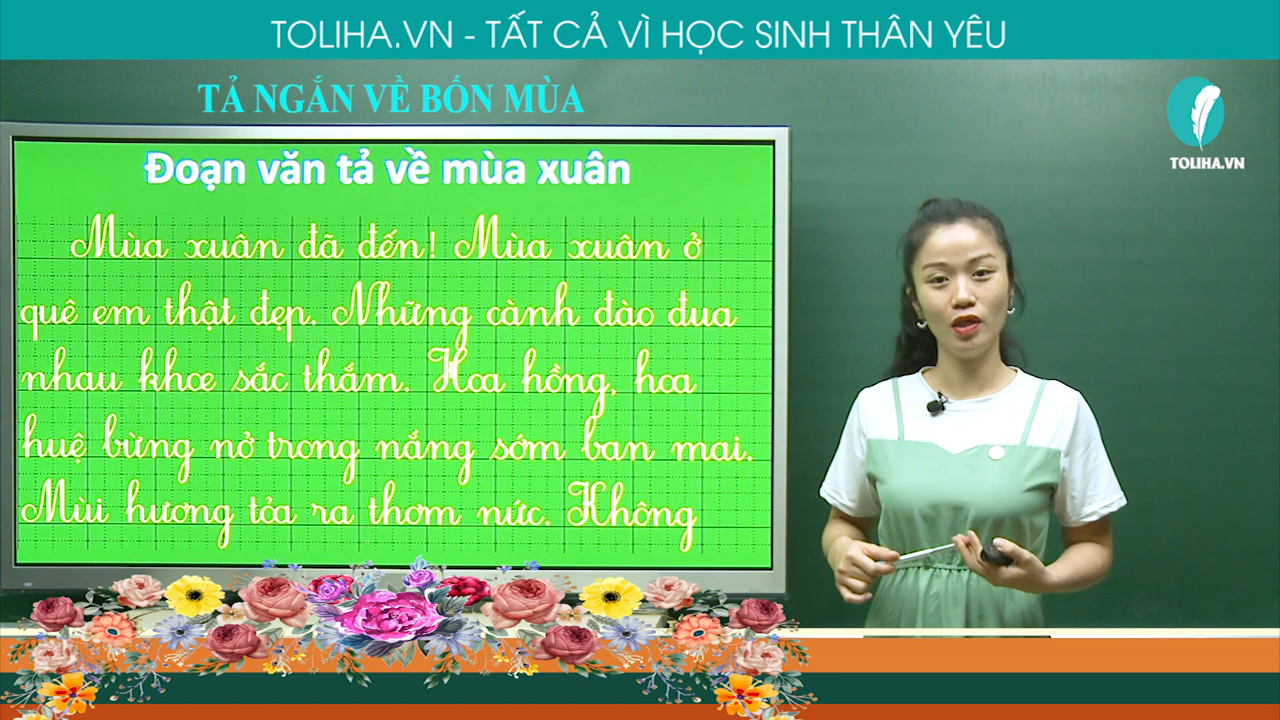 TOLIHA.VN - TẤT CẢ VÌ HỌC SINH THÂN YÊU
TẢ NGẮN VỀ BỐN MÙA
TOLIHA.VN
Đoạn văn tả về mùa xuân
Mùa xuân đã đến! Mùa xuân ở
quê em thật đẹp. Những cành đào đua
nhau khoe sắc thắm. Hoa hồng, hoa
huệ bừng nở trong nắng sớm ban mai.
Mùi hương tỏa ra thơm nức. Không